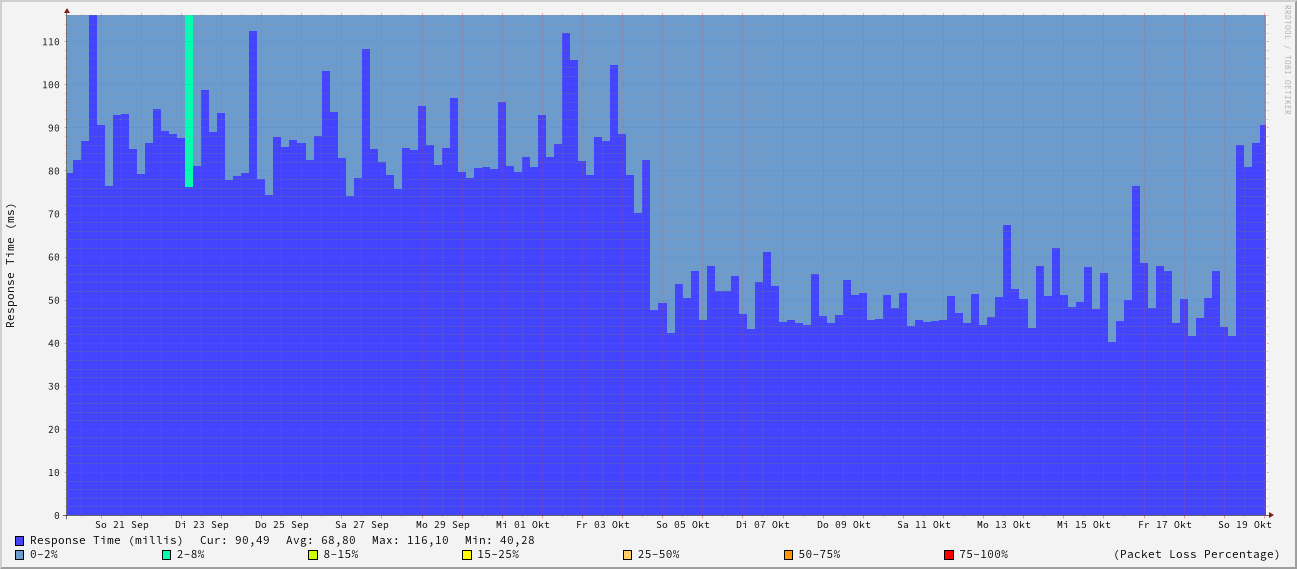 RRDTOOL / TOBI OETIKER
Response Time (ms)
110
100
90
80
70
60
50
40
30
20
10
0
So 21 Sep Di 23 Sep Do 25 Sep Sa 27 Sep Mo 29 Sep Mi 01 Okt Fr 03 Okt So 05 Okt Di 07 Okt Do 09 Okt Sa 11 Okt Mo 13 Okt Mi 15 Okt Fr 17 Okt So 19 Okt
Response Time (millis) Cur: 90,49 Avg: 68,80 Max: 116,10 Min: 40,28
0-2% 2-8% 8-15% 15-25% 25-50% 50-75% 75-100% (Packet Loss Percentage)